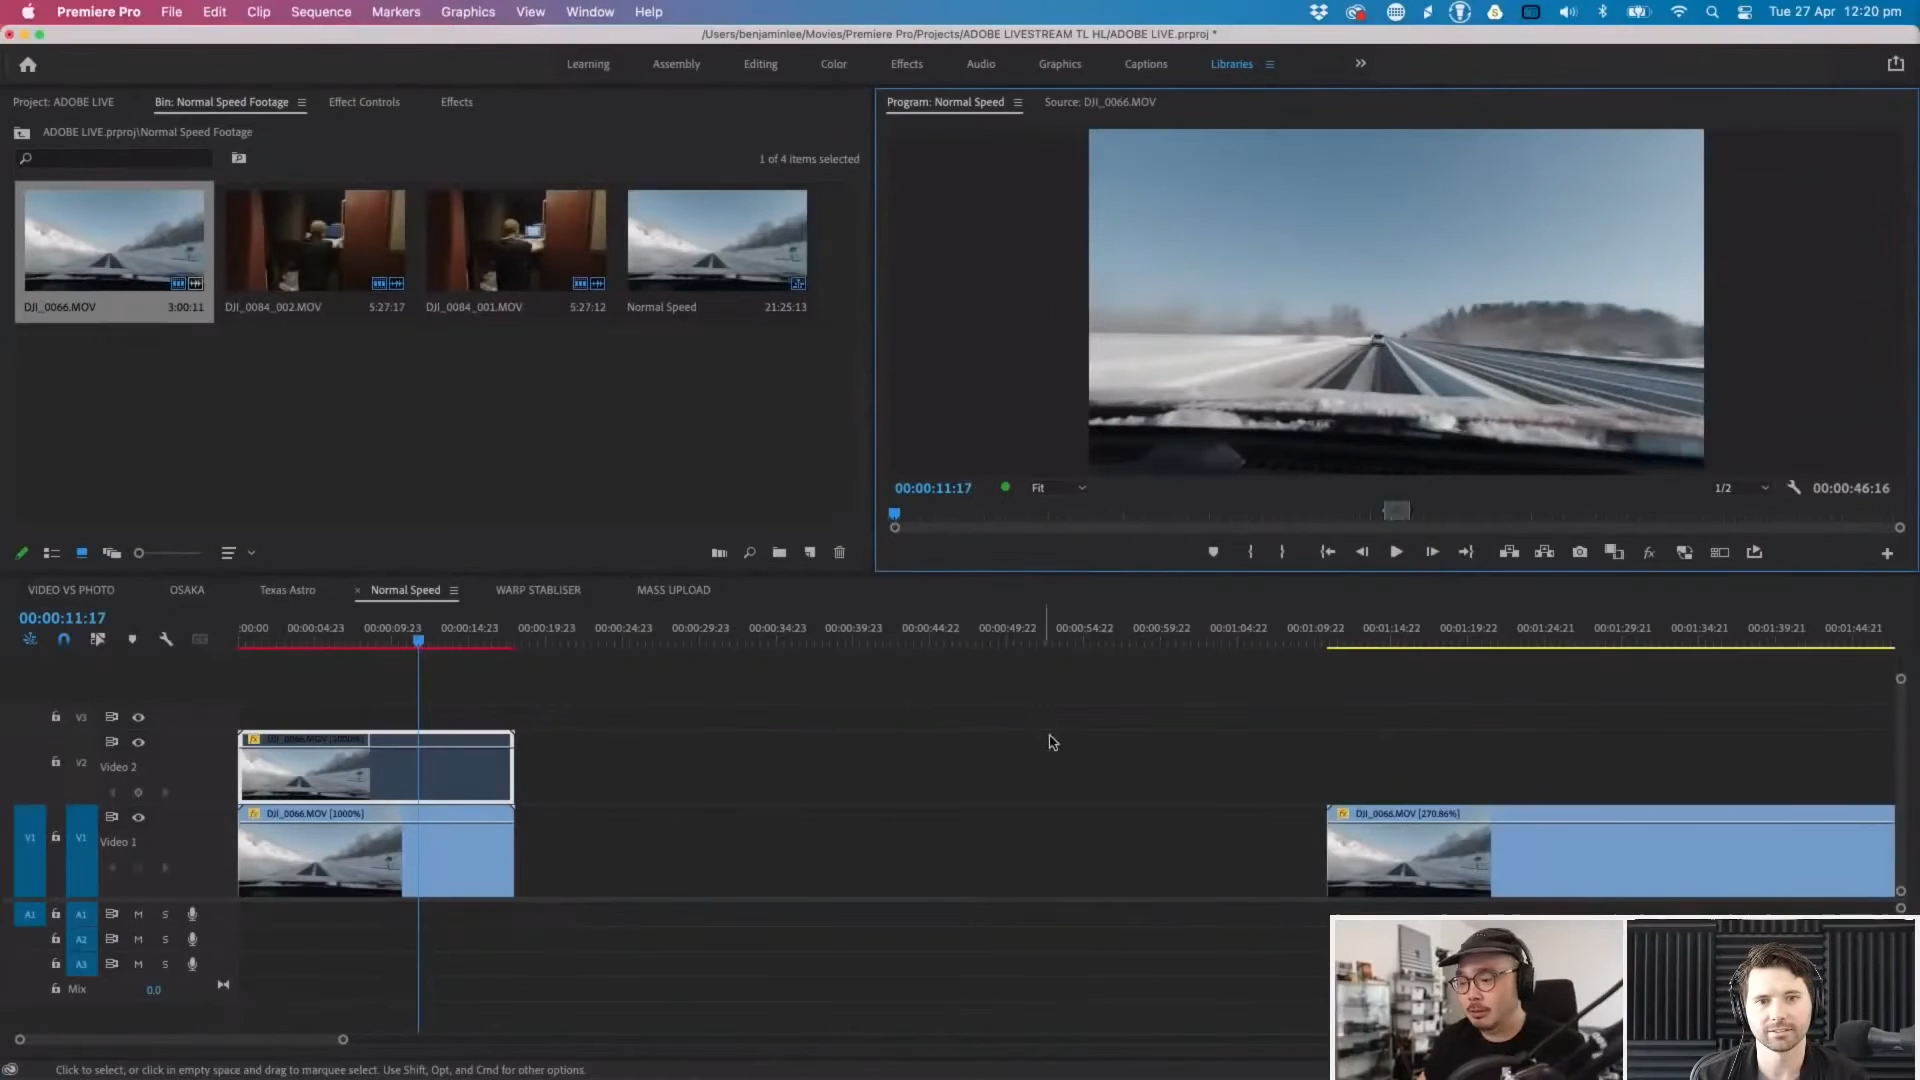 Premiere Pro File Edit Clip Sequence Markers Graphics View Window Help Tue 27 Apr 12:20 pm
/Users/benjaminlee/Movies/Premiere Pro/Projects/ADOBE LIVESTREAM TL HL/ADOBE LIVE.prproj *
Learning Assembly Editing Color Effects Audio Graphics Captions Libraries
Project: ADOBE LIVE Bin: Normal Speed Footage Effect Controls Effects Program: Normal Speed Source: DJI_0066.MOV
ADOBE LIVE.prproj\Normal Speed Footage
1 of 4 items selected
DJI_0066.MOV 3:00:11 DJI_0084_002.MOV 5:27:17 DJI_0084_001.MOV 5:27:12 Normal Speed 21:25:13
00:00:11:17 Fit 1/2 00:00:46:16
VIDEO VS PHOTO OSAKA Texas Astro × Normal Speed WARP STABLISER MASS UPLOAD
00:00:11:17
:00:00 00:00:04:23 00:00:09:23 00:00:14:23 00:00:19:23 00:00:24:23 00:00:29:23 00:00:34:23 00:00:39:23 00:00:44:22 00:00:49:22 00:00:54:22 00:00:59:22 00:01:04:22 00:01:09:22 00:01:14:22 00:01:19:22 00:01:24:21 00:01:29:21 00:01:34:21 00:01:39:21 00:01:44:21
V3
fx DJI_0066.MOV [1000%]
V2 Video 2
fx DJI_0066.MOV [1000%] fx DJI_0066.MOV [270.86%]
V1 V1 Video 1
A1 A1 M S
A2 M S
A3 M S
Mix 0.0
Click to select, or click in empty space and drag to marquee select. Use Shift, Opt, and Cmd for other options.